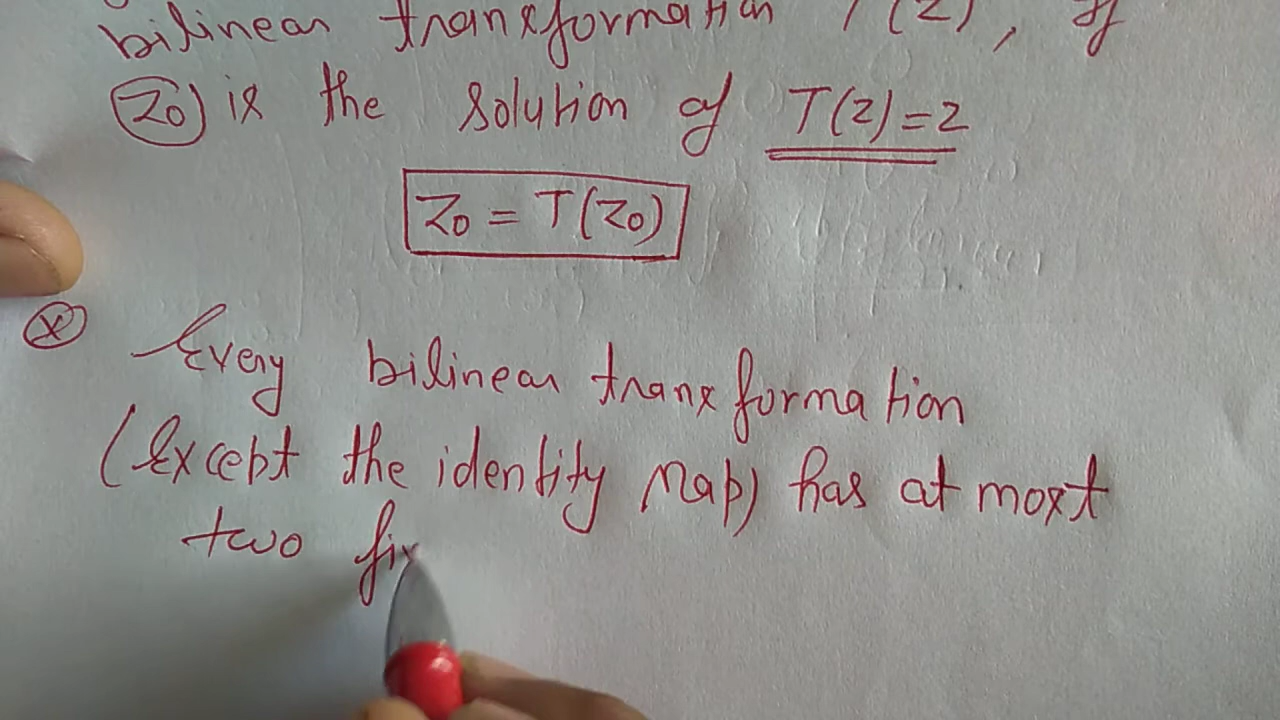 bilinear transformation T(z), if
z₀ is the solution of T(z)=z
z₀ = T(z₀)
Every bilinear transformation
(Except the identity Map) has at most
two fix